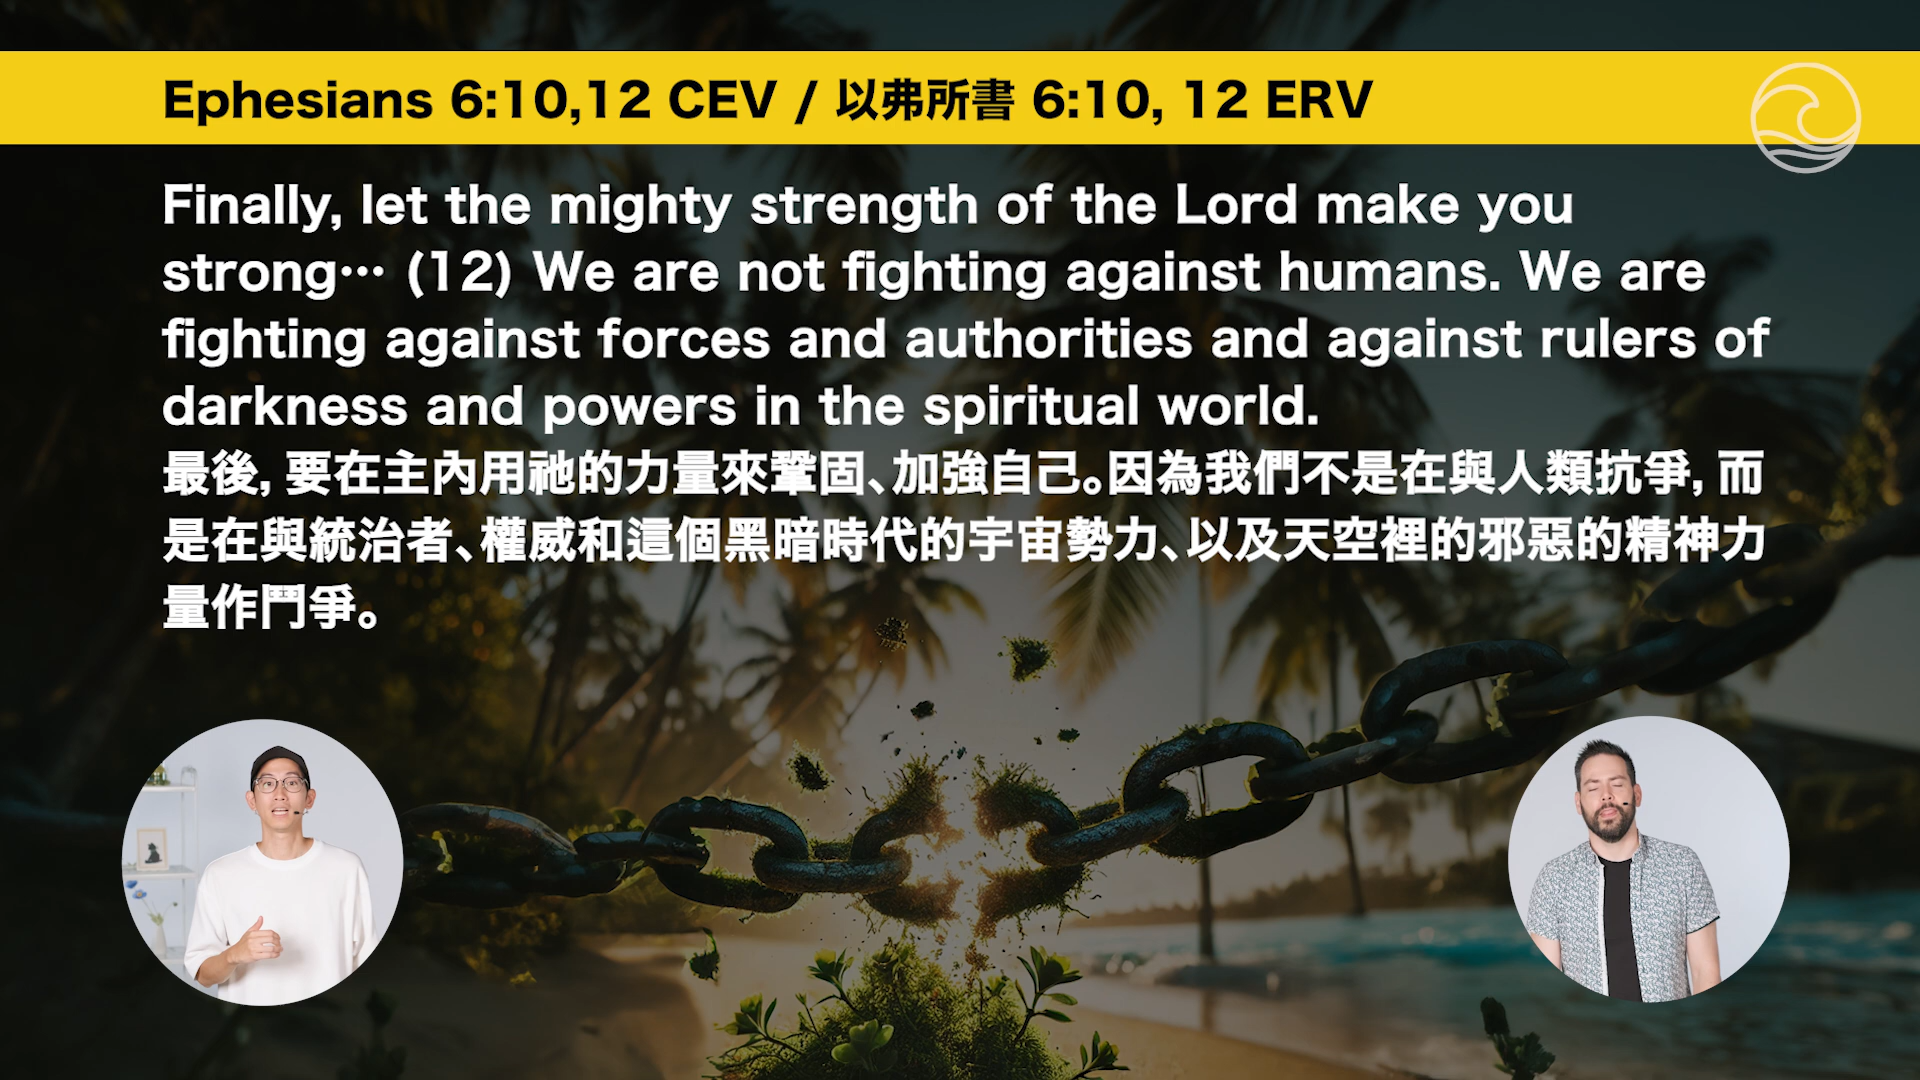 Ephesians 6:10,12 CEV / 以弗所書 6:10, 12 ERV
Finally, let the mighty strength of the Lord make you
strong… (12) We are not fighting against humans. We are
fighting against forces and authorities and against rulers of
darkness and powers in the spiritual world.
最後，要在主內用祂的力量來鞏固、加強自己。因為我們不是在與人類抗爭，而
是在與統治者、權威和這個黑暗時代的宇宙勢力、以及天空裡的邪惡的精神力
量作鬥爭。